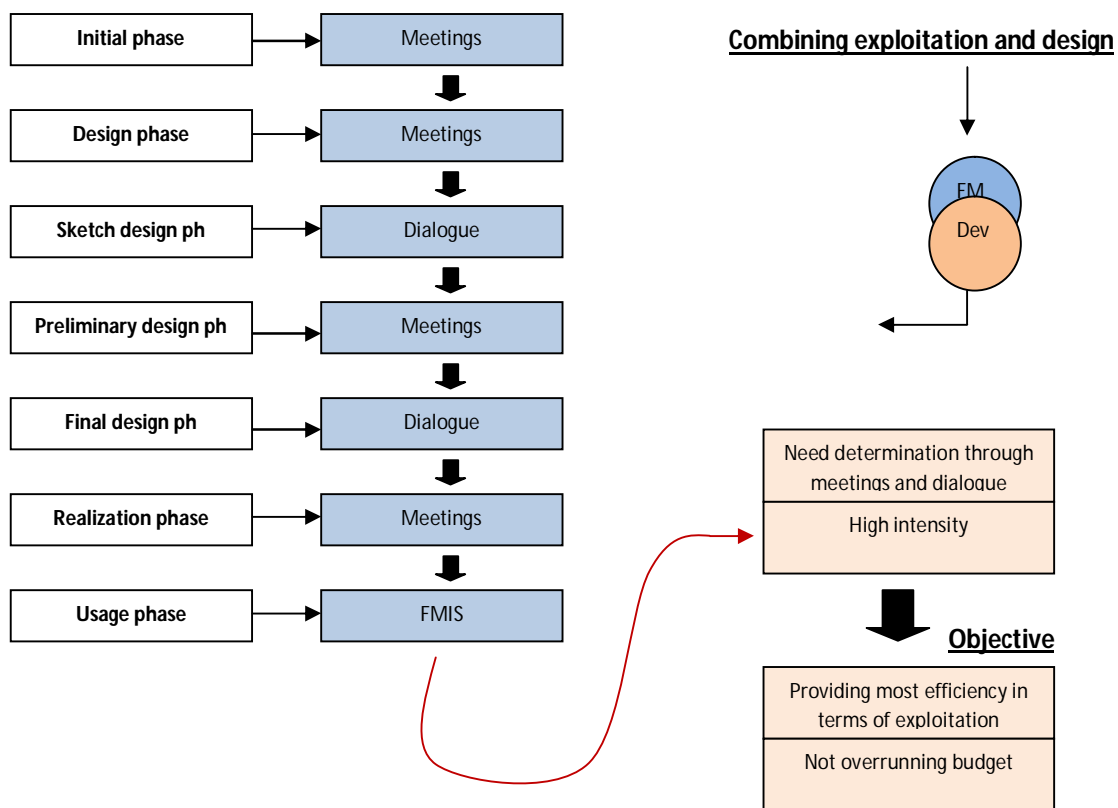 Initial phase
Meetings
Design phase
Meetings
Sketch design ph
Dialogue
Preliminary design ph
Meetings
Final design ph
Dialogue
Realization phase
Meetings
Usage phase
FMIS
Combining exploitation and design
FM
Dev
Need determination through
meetings and dialogue
High intensity
Objective
Providing most efficiency in
terms of exploitation
Not overrunning budget